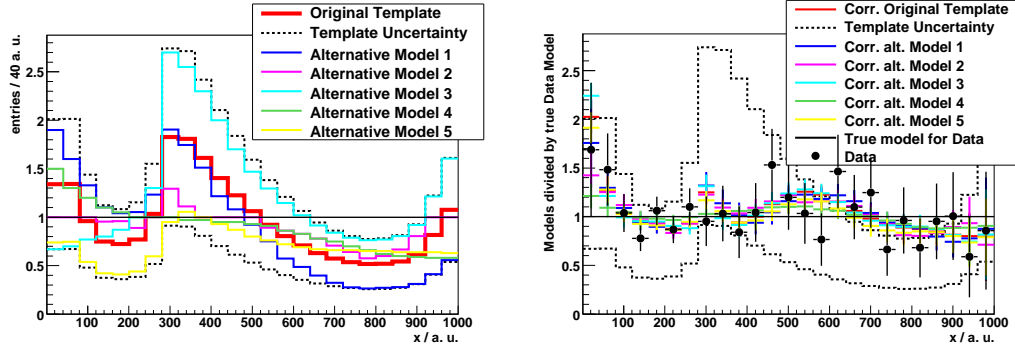 entries / 40 a. u.
2.5
2
1.5
1
0.5
0
100 200 300 400 500 600 700 800 900 1000
x / a. u.
Original Template
Template Uncertainty
Alternative Model 1
Alternative Model 2
Alternative Model 3
Alternative Model 4
Alternative Model 5
Models divided by true Data Model
2.5
2
1.5
1
0.5
0
100 200 300 400 500 600 700 800 900 1000
x / a. u.
Corr. Original Template
Template Uncertainty
Corr. alt. Model 1
Corr. alt. Model 2
Corr. alt. Model 3
Corr. alt. Model 4
Corr. alt. Model 5
True model for Data
Data